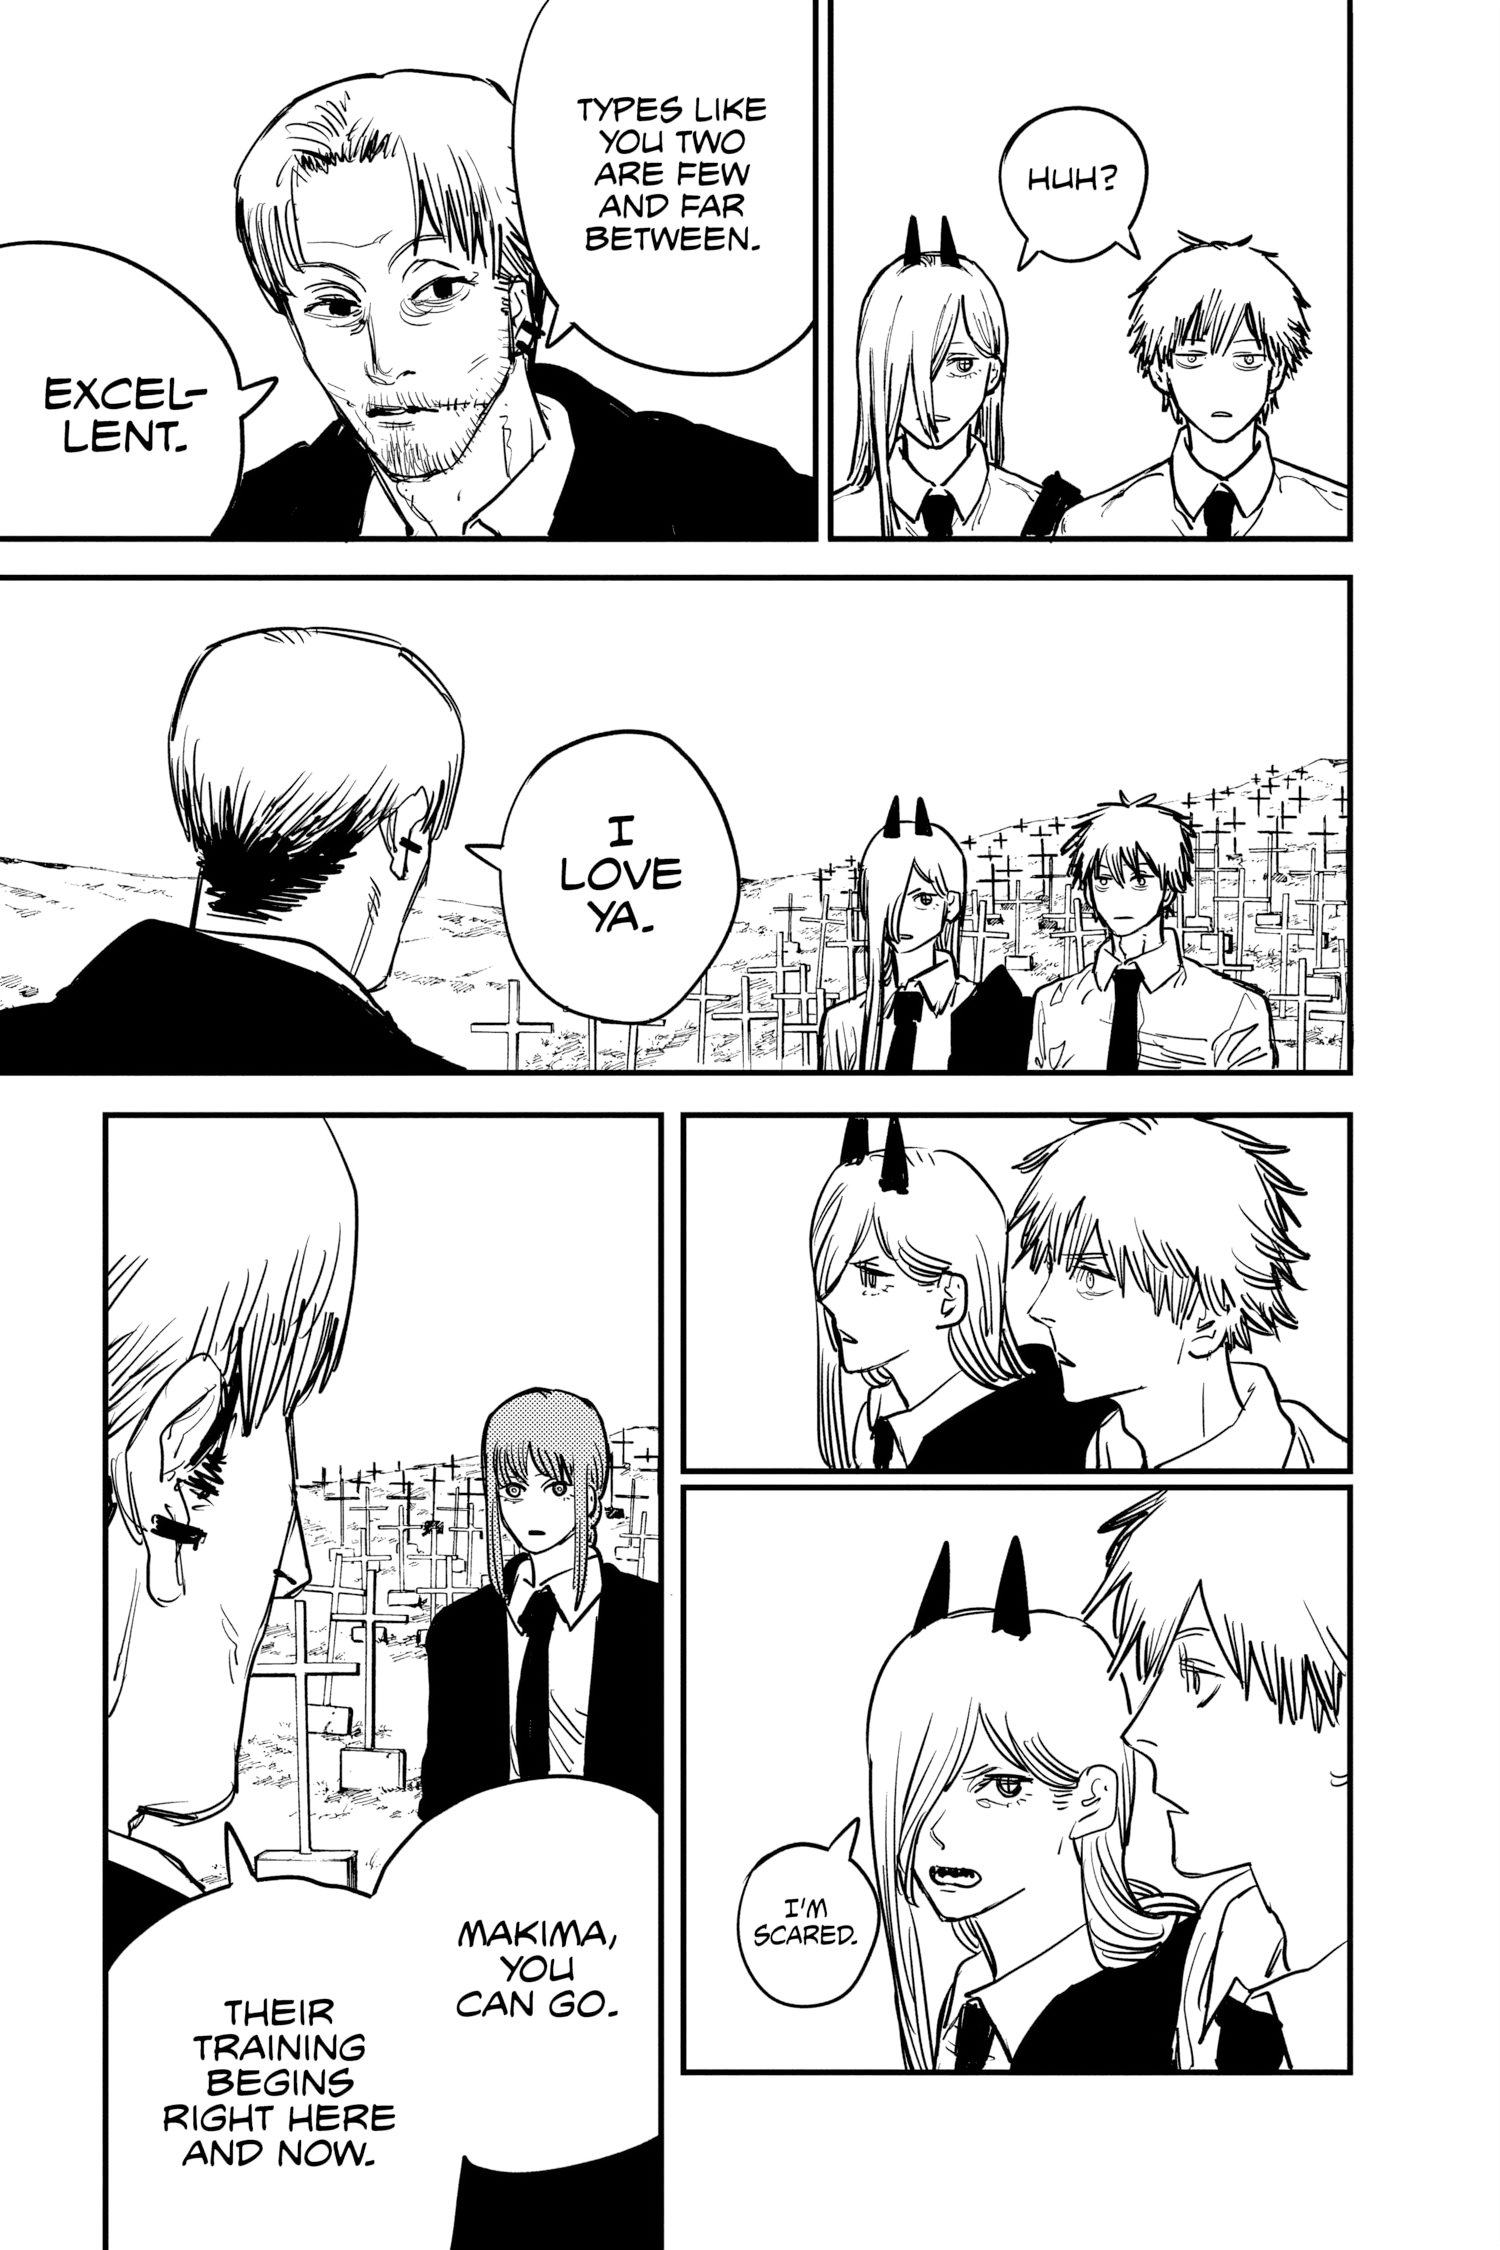 HUH?
TYPES LIKE
YOU TWO
ARE FEW
AND FAR
BETWEEN.
EXCEL-
LENT.
I
LOVE
YA.
I'M
SCARED.
MAKIMA,
YOU
CAN GO.
THEIR
TRAINING
BEGINS
RIGHT HERE
AND NOW.